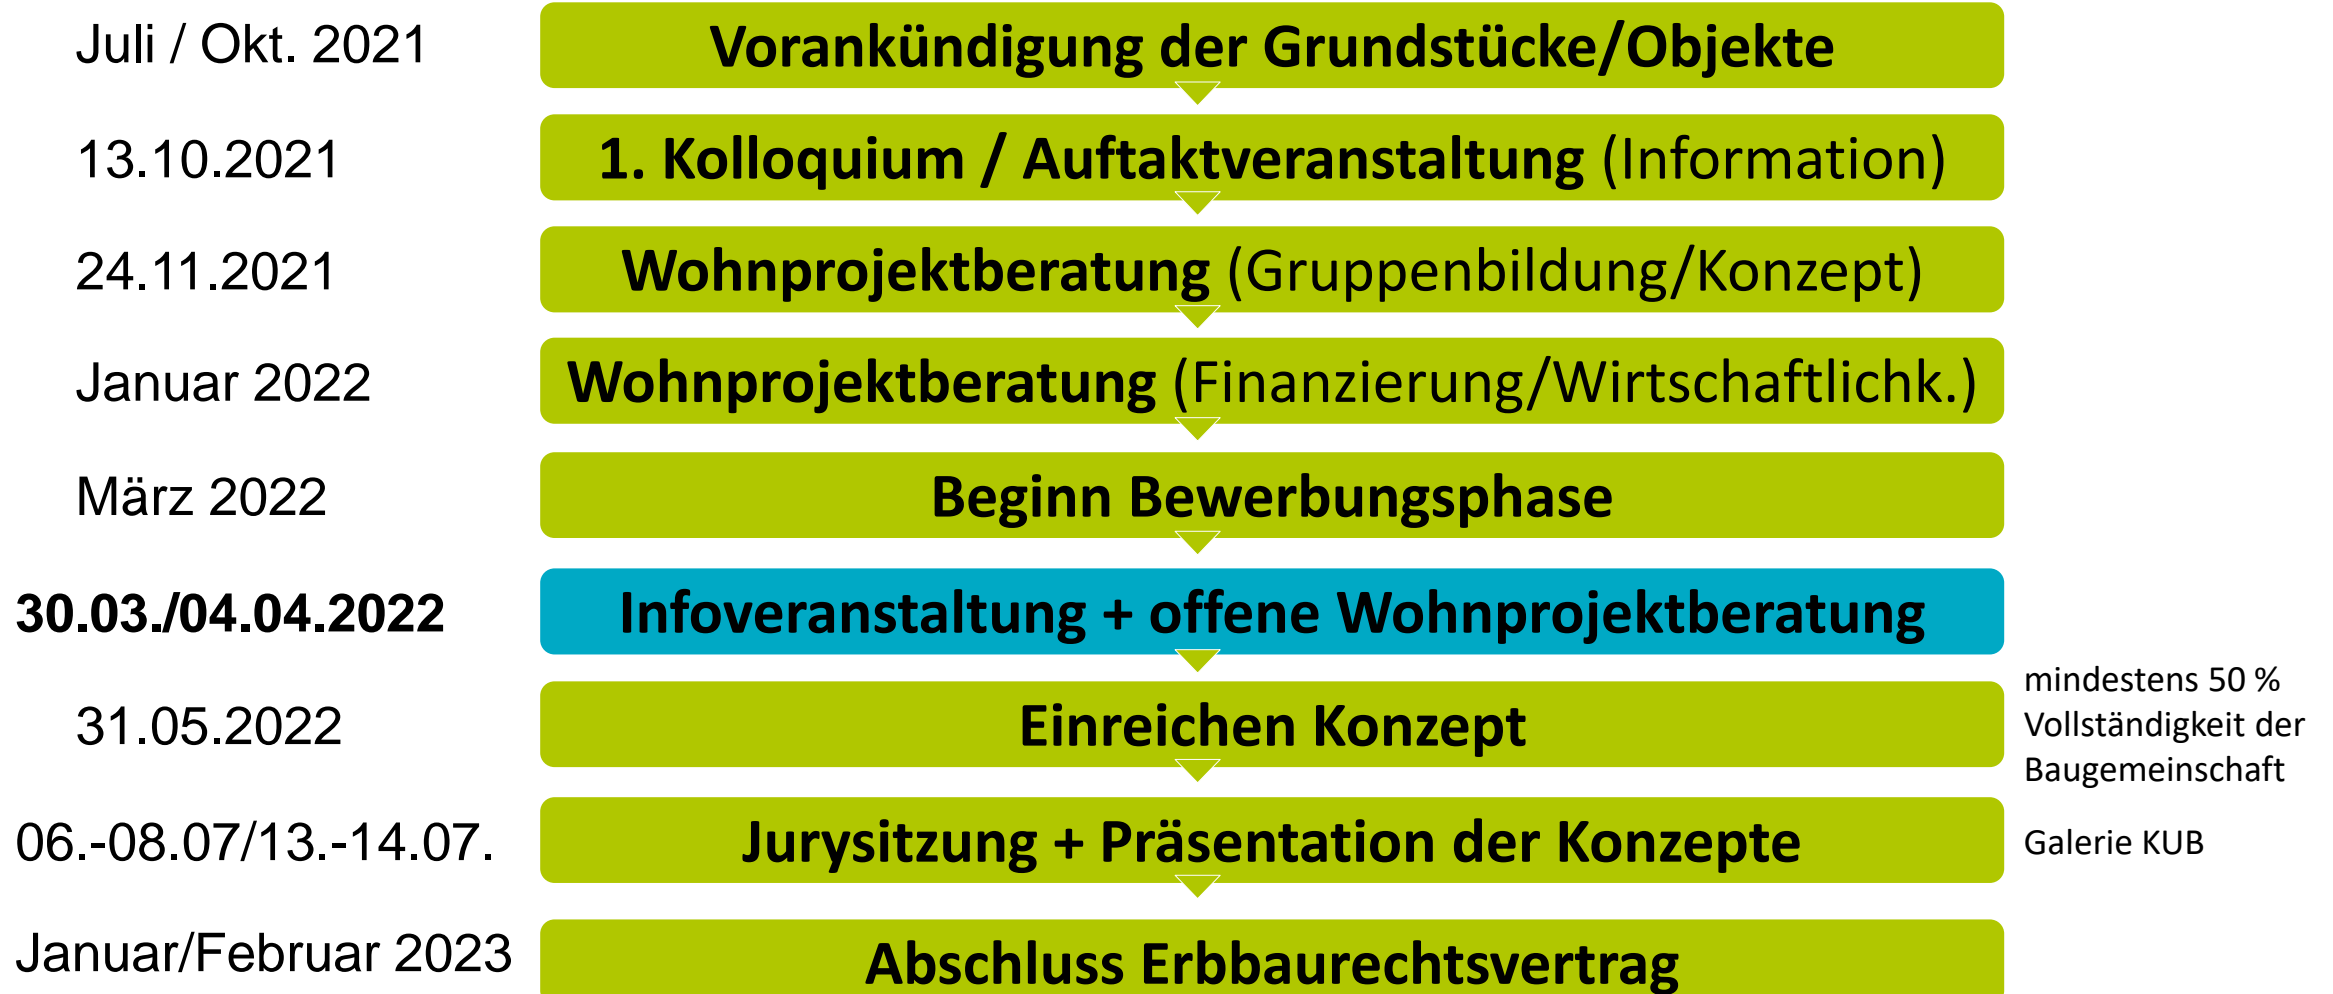 Juli / Okt. 2021
Vorankündigung der Grundstücke/Objekte
13.10.2021
1. Kolloquium / Auftaktveranstaltung (Information)
24.11.2021
Wohnprojektberatung (Gruppenbildung/Konzept)
Januar 2022
Wohnprojektberatung (Finanzierung/Wirtschaftlichk.)
März 2022
Beginn Bewerbungsphase
30.03./04.04.2022
Infoveranstaltung + offene Wohnprojektberatung
31.05.2022
Einreichen Konzept
mindestens 50 %
Vollständigkeit der
Baugemeinschaft
06.-08.07/13.-14.07.
Jurysitzung + Präsentation der Konzepte
Galerie KUB
Januar/Februar 2023
Abschluss Erbbaurechtsvertrag